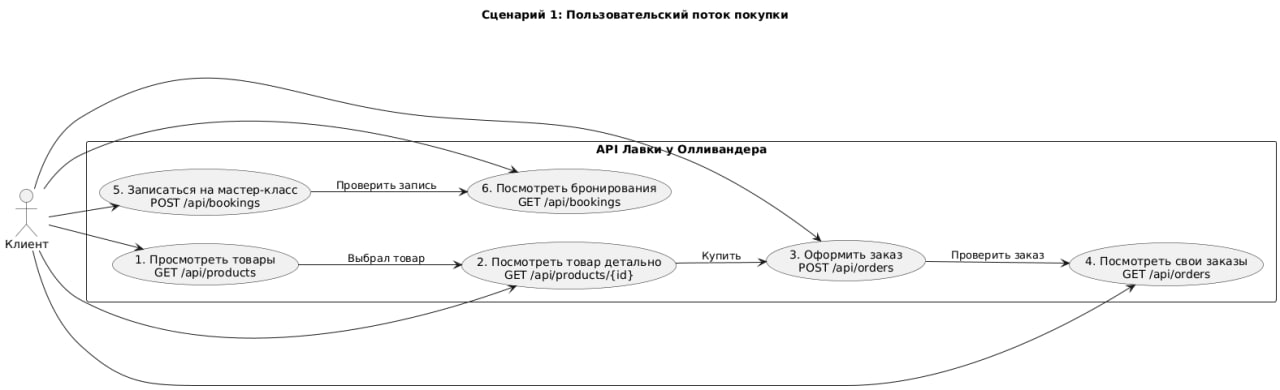 Сценарий 1: Пользовательский поток покупки
API Лавки у Олливандера
5. Записаться на мастер-класс
POST /api/bookings
Проверить запись
6. Посмотреть бронирования
GET /api/bookings
Клиент
1. Просмотреть товары
GET /api/products
Выбрал товар
2. Посмотреть товар детально
GET /api/products/{id}
Купить
3. Оформить заказ
POST /api/orders
Проверить заказ
4. Посмотреть свои заказы
GET /api/orders